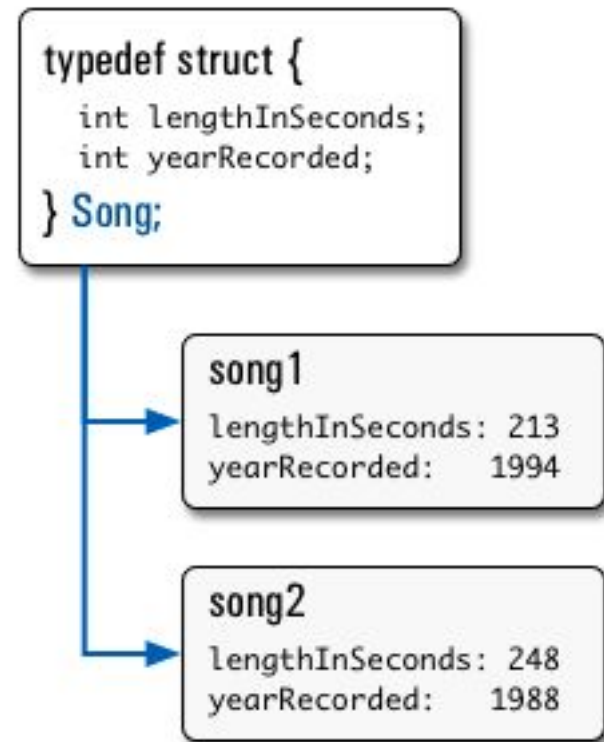 typedef struct {
int lengthInSeconds;
int yearRecorded;
} Song;
song1
lengthInSeconds: 213
yearRecorded: 1994
song2
lengthInSeconds: 248
yearRecorded: 1988